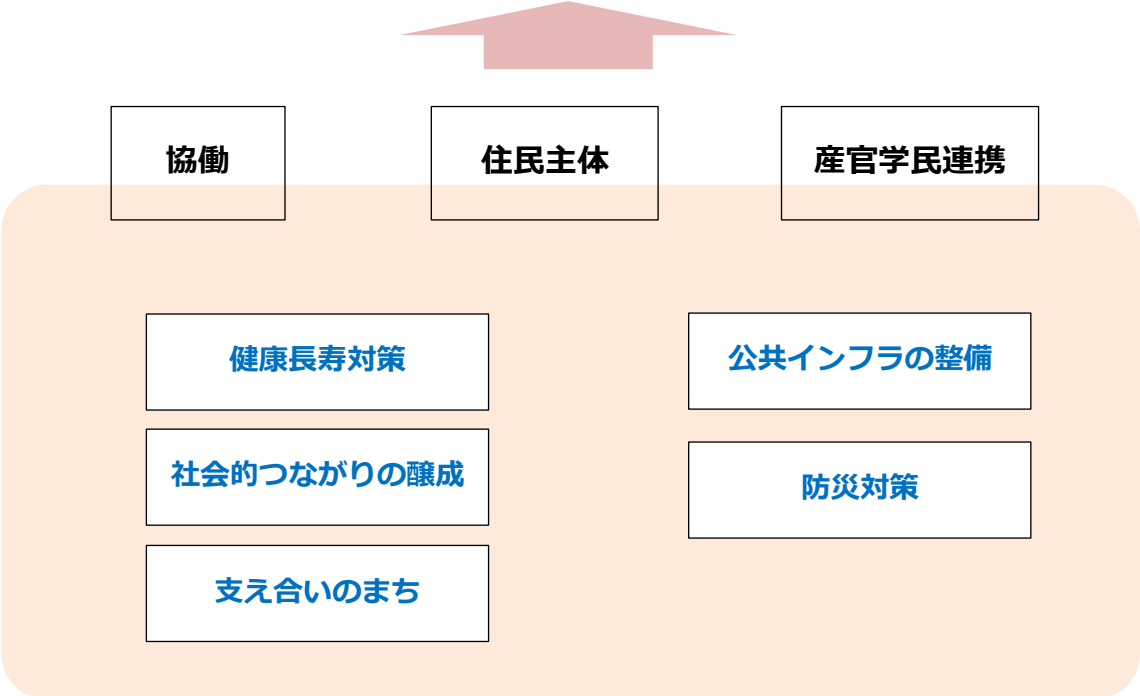 協働
住民主体
産官学民連携
健康長寿対策
公共インフラの整備
社会的つながりの醸成
防災対策
支え合いのまち